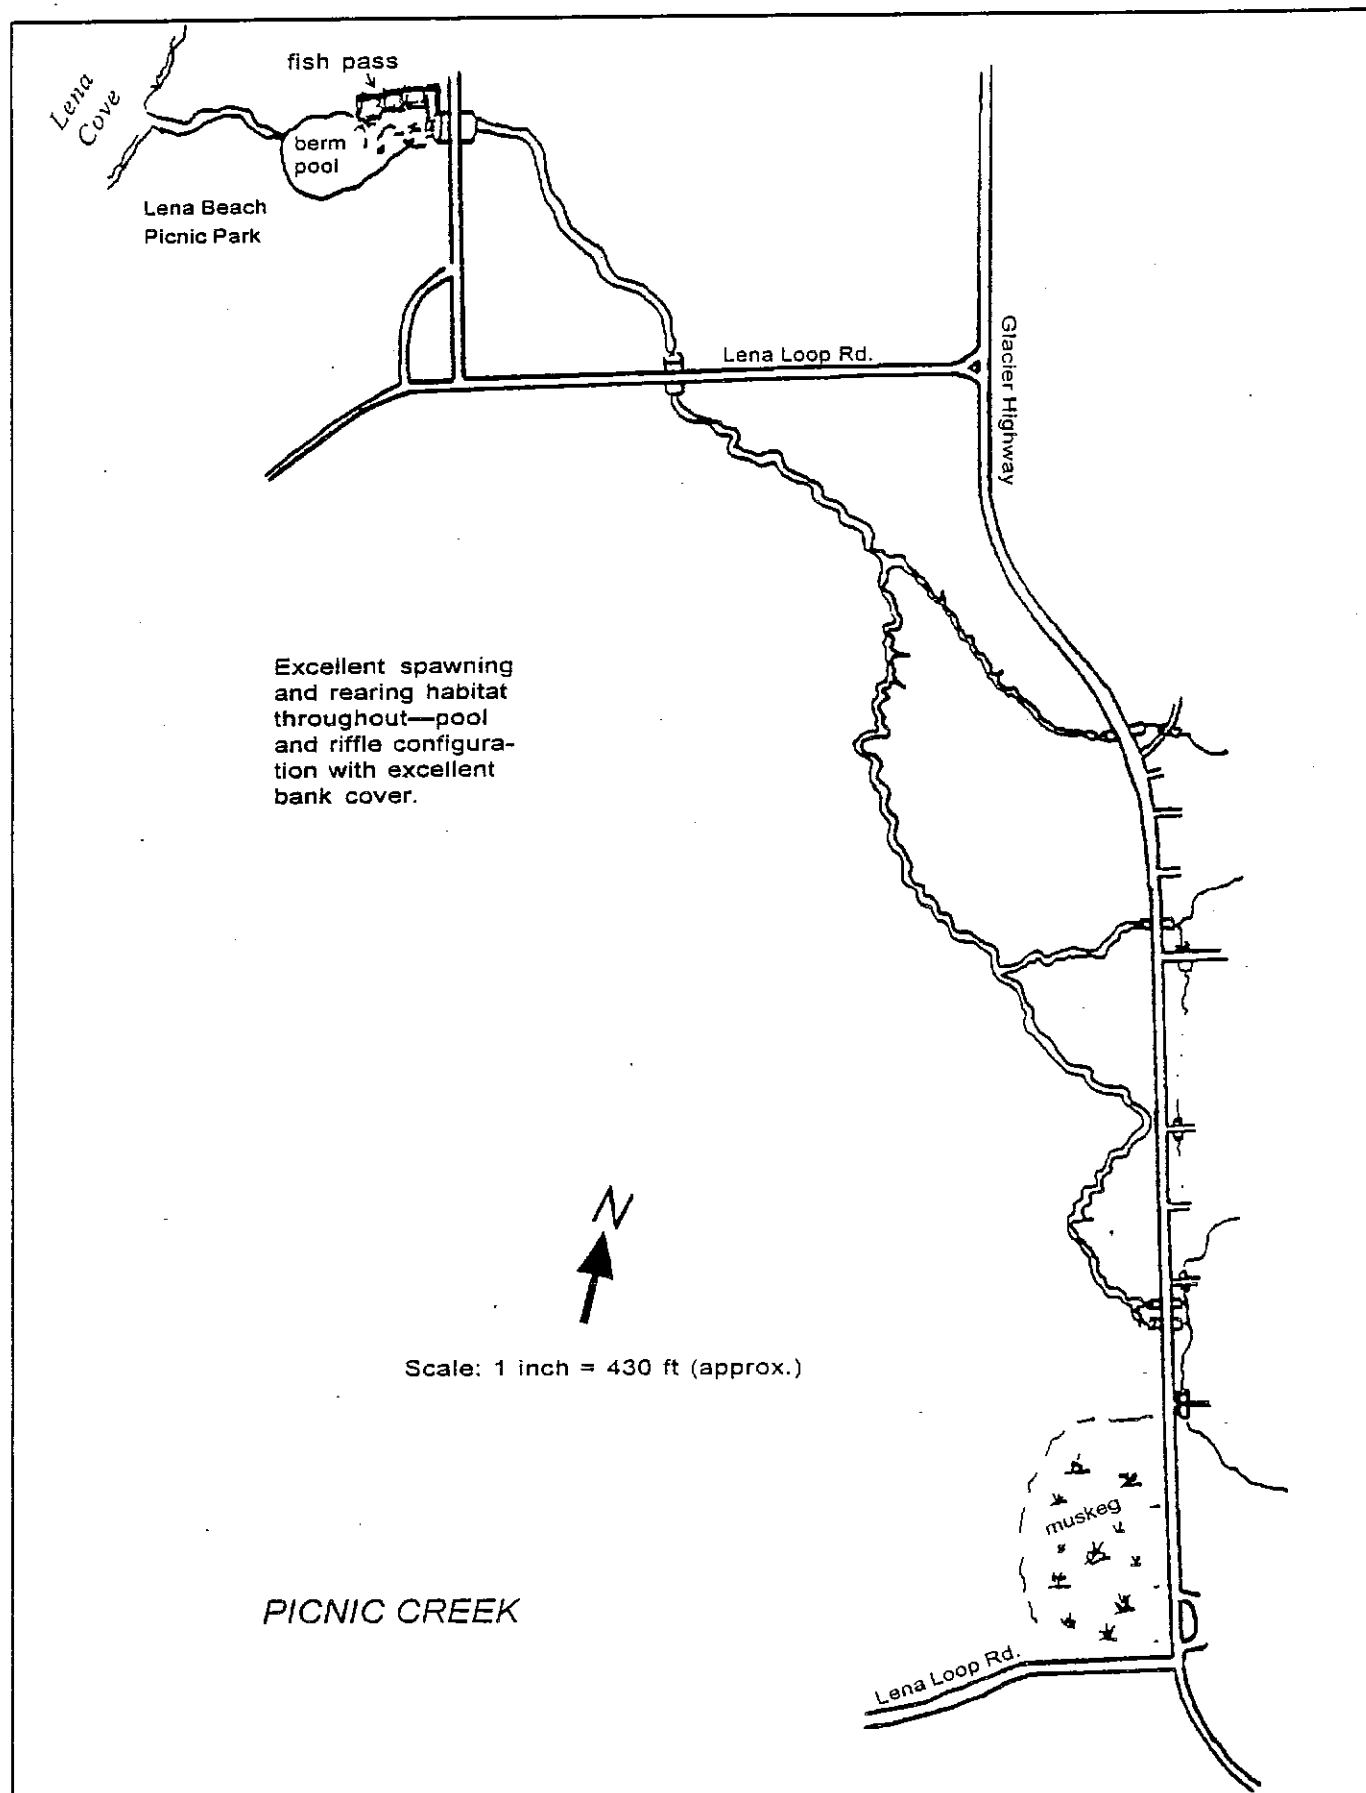 fish pass
Lena
Cove
berm
pool
Lena Beach
Picnic Park
Lena Loop Rd.
Glacier Highway
Excellent spawning
and rearing habitat
throughout—pool
and riffle configura-
tion with excellent
bank cover.
N
Scale: 1 inch = 430 ft (approx.)
muskeg
PICNIC CREEK
Lena Loop Rd.